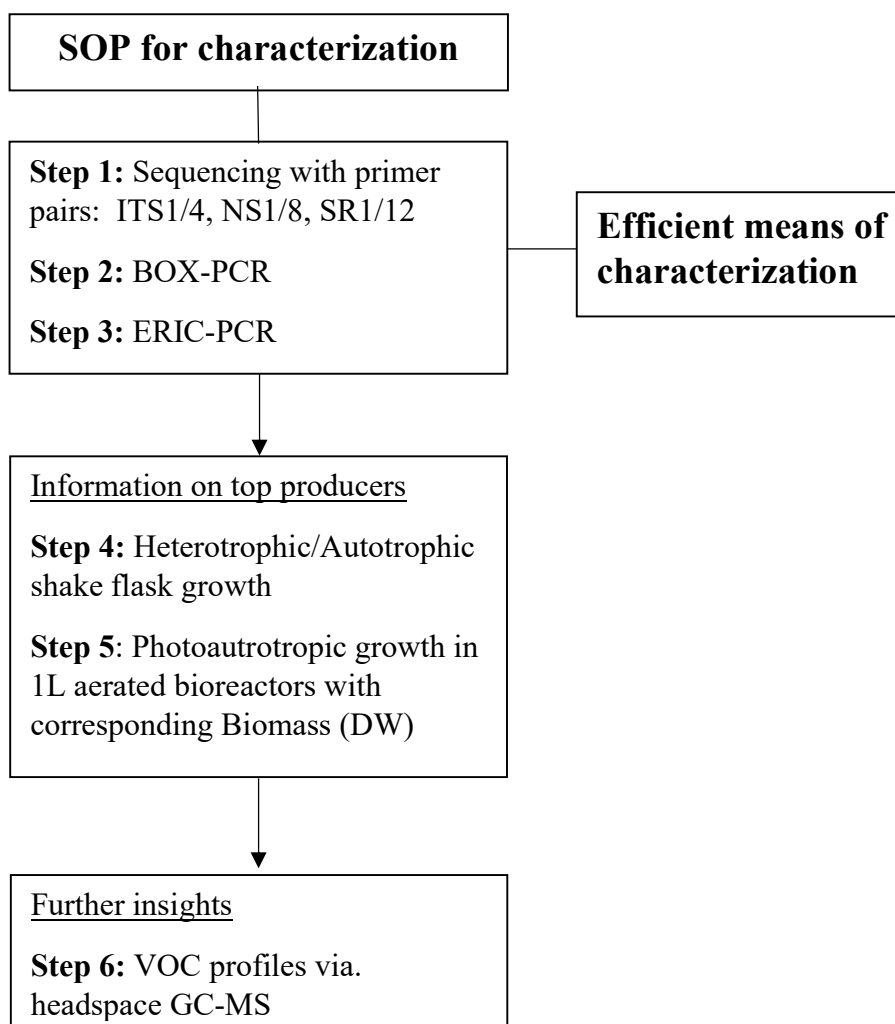 SOP for characterization
Step 1: Sequencing with primer
pairs:  ITS1/4, NS1/8, SR1/12
Step 2: BOX-PCR
Step 3: ERIC-PCR
Efficient means of
characterization
Information on top producers
Step 4: Heterotrophic/Autotrophic
shake flask growth
Step 5: Photoautrotropic growth in
1L aerated bioreactors with
corresponding Biomass (DW)
Further insights
Step 6: VOC profiles via.
headspace GC-MS